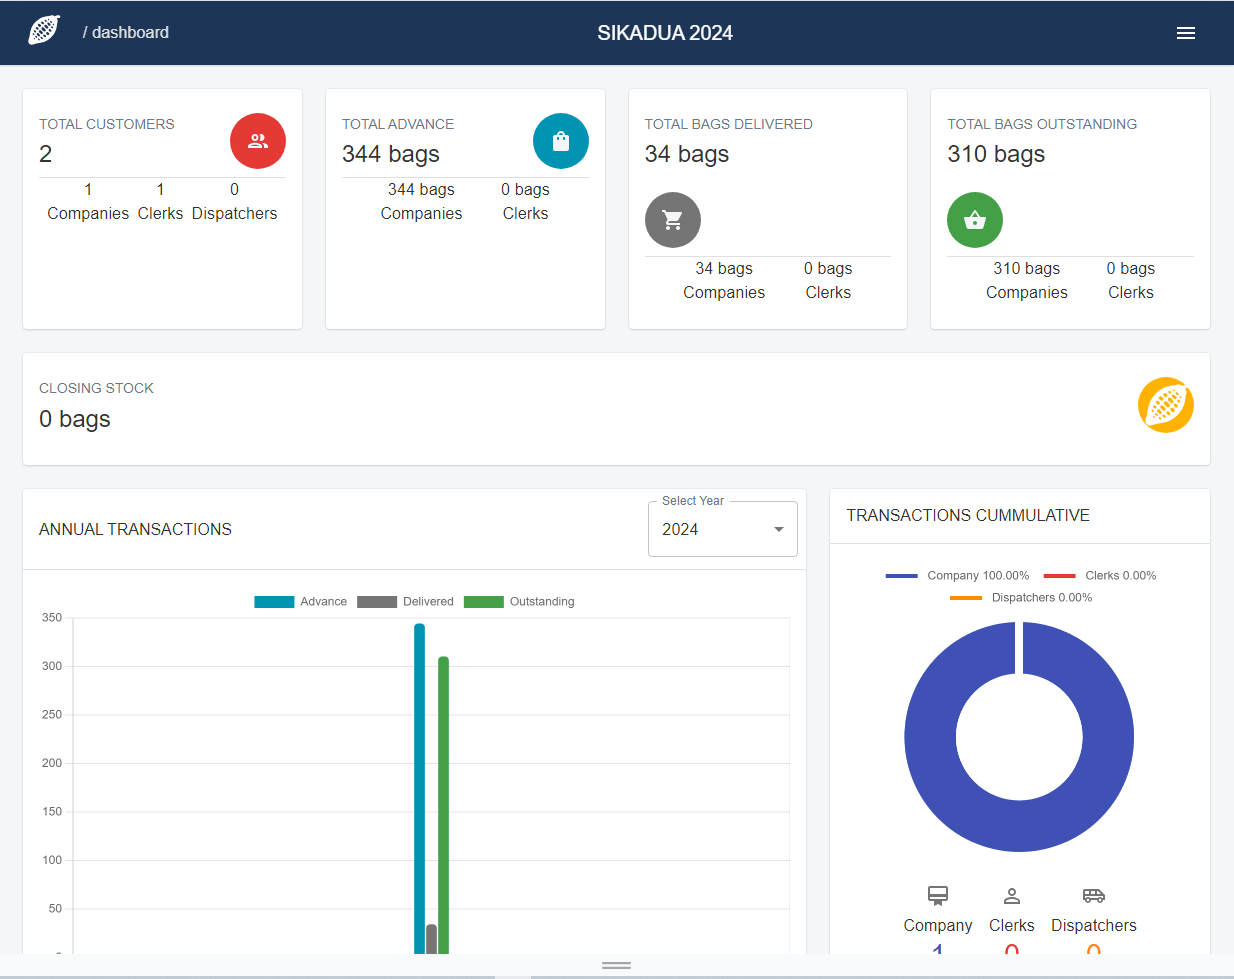 / dashboard
SIKADUA 2024
TOTAL CUSTOMERS
2
1 1 0
Companies Clerks Dispatchers
TOTAL ADVANCE
344 bags
344 bags 0 bags
Companies Clerks
TOTAL BAGS DELIVERED
34 bags
34 bags 0 bags
Companies Clerks
TOTAL BAGS OUTSTANDING
310 bags
310 bags 0 bags
Companies Clerks
CLOSING STOCK
0 bags
ANNUAL TRANSACTIONS
Select Year
2024
Advance Delivered Outstanding
350
300
250
200
150
100
50
0
TRANSACTIONS CUMMULATIVE
Company 100.00% Clerks 0.00%
Dispatchers 0.00%
Company Clerks Dispatchers
1 0 0